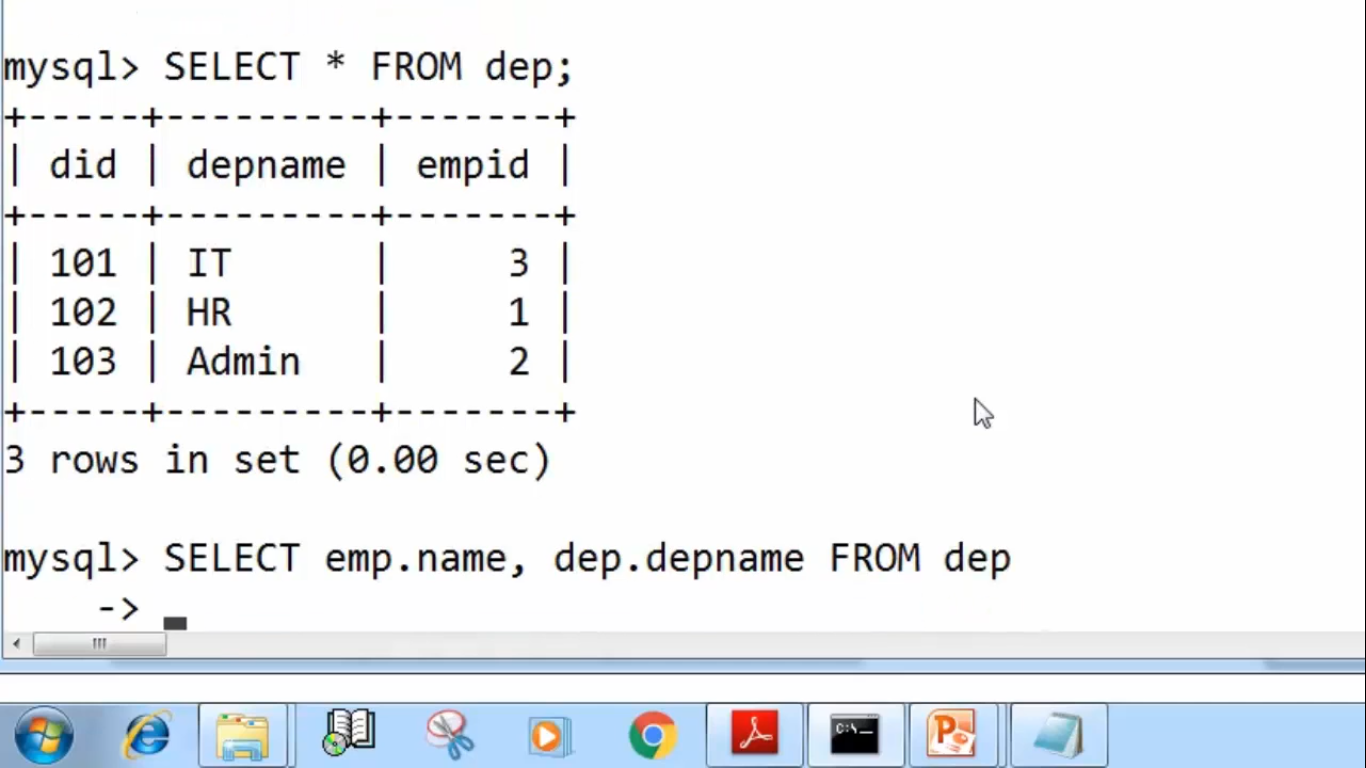 mysql> SELECT * FROM dep;
+-----+---------+-------+
| did | depname | empid |
+-----+---------+-------+
| 101 | IT      |     3 |
| 102 | HR      |     1 |
| 103 | Admin   |     2 |
+-----+---------+-------+
3 rows in set (0.00 sec)
mysql> SELECT emp.name, dep.depname FROM dep
    ->
C:\_